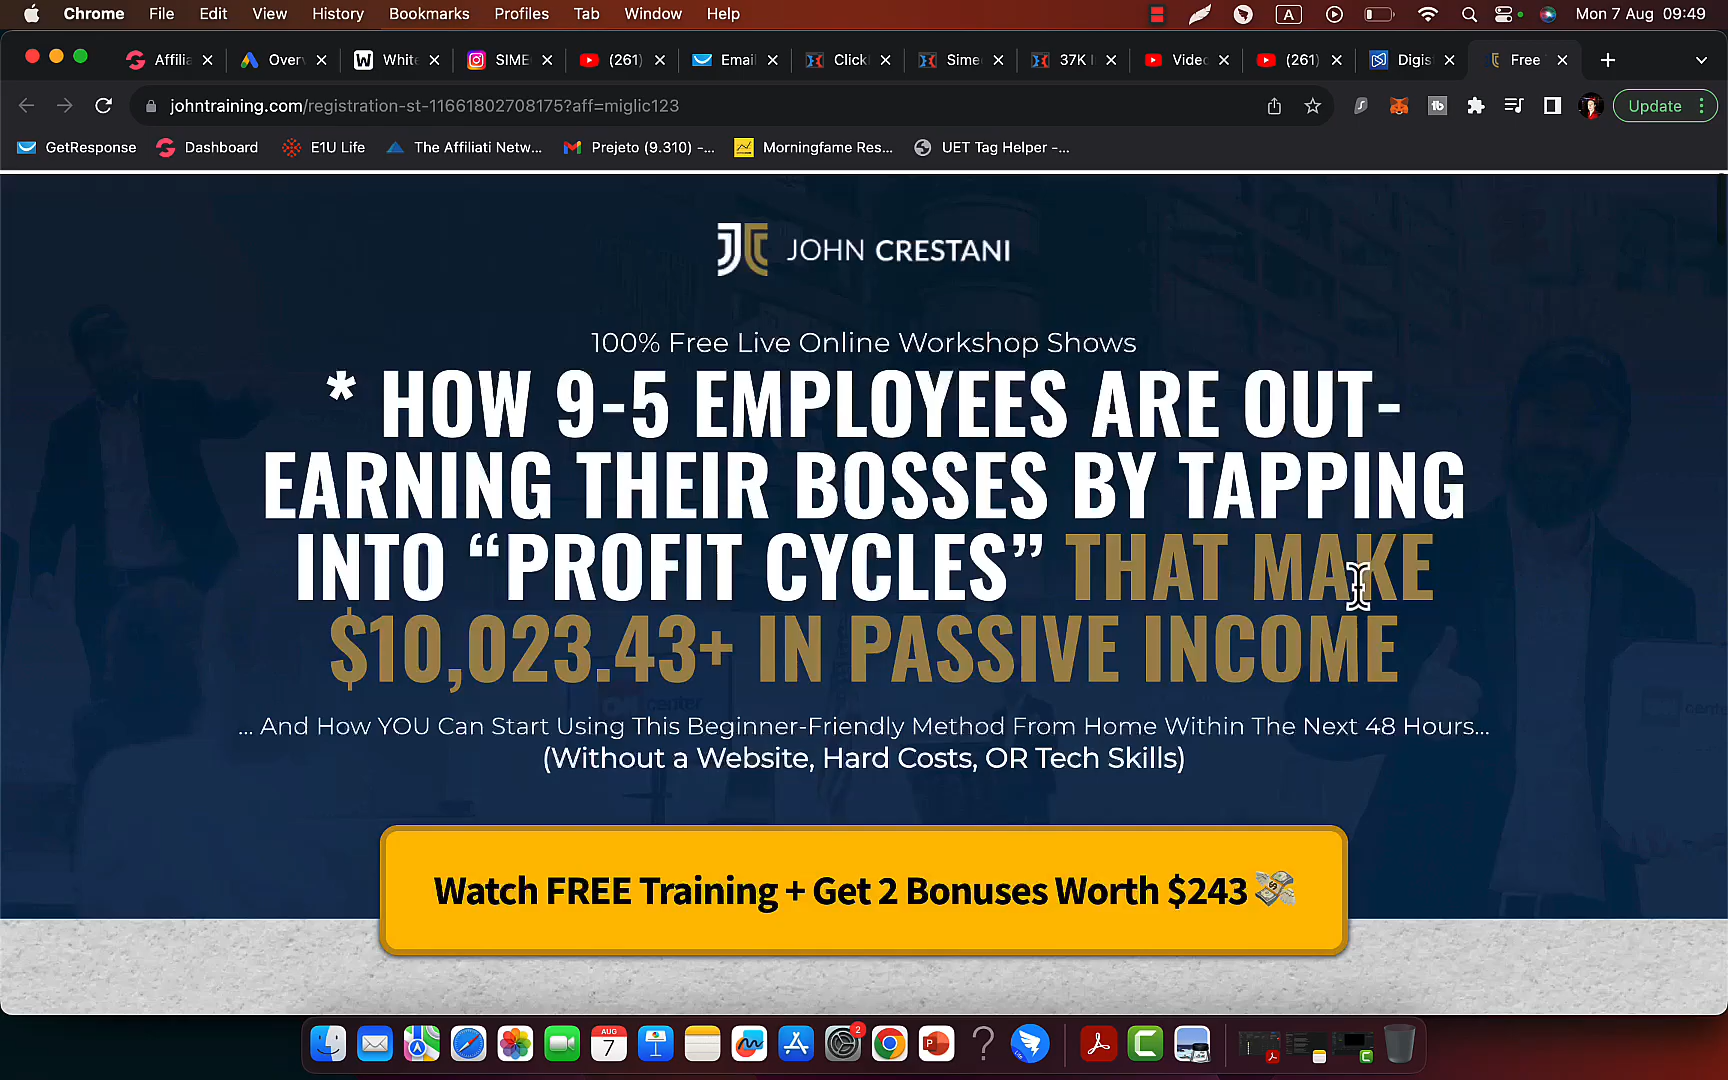 Chrome File Edit View History Bookmarks Profiles Tab Window Help A Mon 7 Aug 09:49
Affilia Over W White SIME (261) Email Click Sime 37K Video (261) Digis Free
johntraining.com/registration-st-11661802708175?aff=miglic123 tb Update
GetResponse Dashboard E1U Life The Affiliati Netw... Prejeto (9.310) -... Morningfame Res... UET Tag Helper -...
JOHN CRESTANI
100% Free Live Online Workshop Shows
* HOW 9-5 EMPLOYEES ARE OUT-
EARNING THEIR BOSSES BY TAPPING
INTO “PROFIT CYCLES” THAT MAKE
$10,023.43+ IN PASSIVE INCOME
... And How YOU Can Start Using This Beginner-Friendly Method From Home Within The Next 48 Hours...
(Without a Website, Hard Costs, OR Tech Skills)
Watch FREE Training + Get 2 Bonuses Worth $243
AUG
7
2